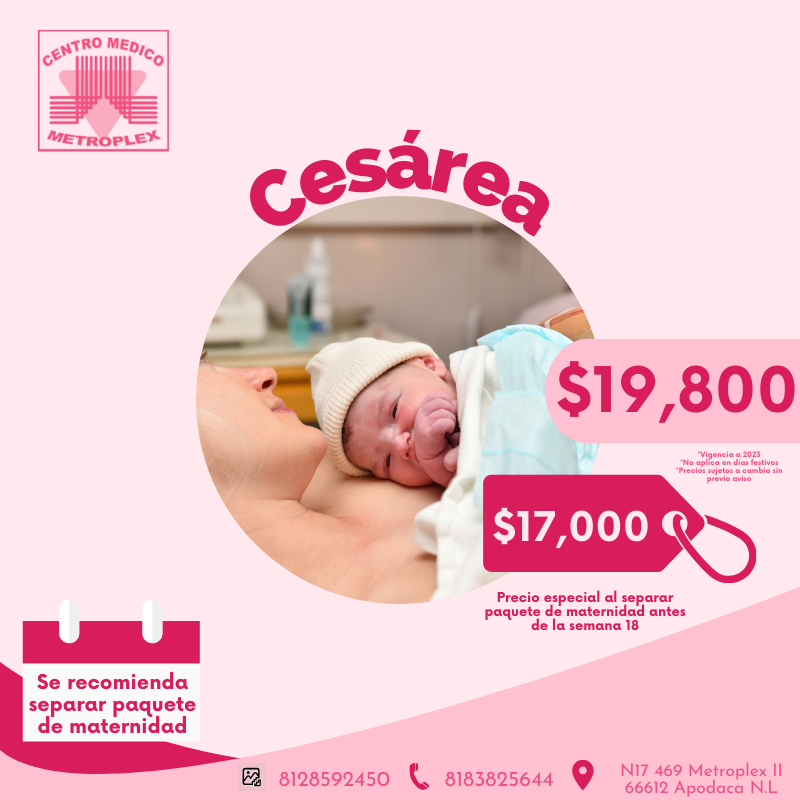 CENTRO MEDICO
METROPLEX
Cesárea
$19,800
*Vigencia a 2023
*No aplica en días festivos
*Precios sujetos a cambio sin
previo aviso
$17,000
Precio especial al separar
paquete de maternidad antes
de la semana 18
Se recomienda
separar paquete
de maternidad
8128592450
8183825644
N17 469 Metroplex II
66612 Apodaca N.L